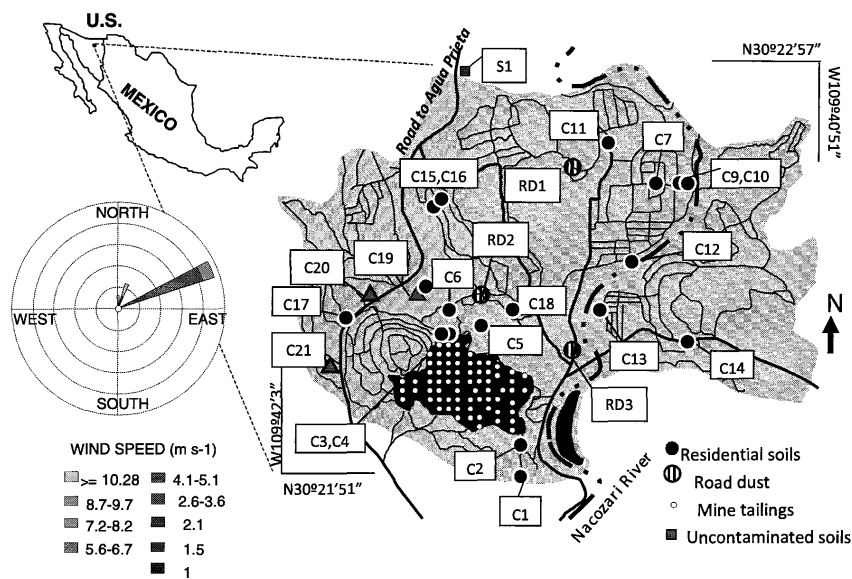 U.S.
MEXICO
Road to Agua Prieta
S1
N30º22'57"
W109º40'51"
C11
C7
C15,C16
RD1
C9,C10
NORTH
RD2
C19
C12
C20
C6
N
C17
C18
WEST
EAST
C5
C21
C13
C14
SOUTH
RD3
W109º42'3"
C3,C4
WIND SPEED (m s-1)
C2
Residential soils
>= 10.28
4.1-5.1
N30º21'51"
Road dust
8.7-9.7
2.6-3.6
C1
Nacozari River
Mine tailings
7.2-8.2
2.1
Uncontaminated soils
5.6-6.7
1.5
1